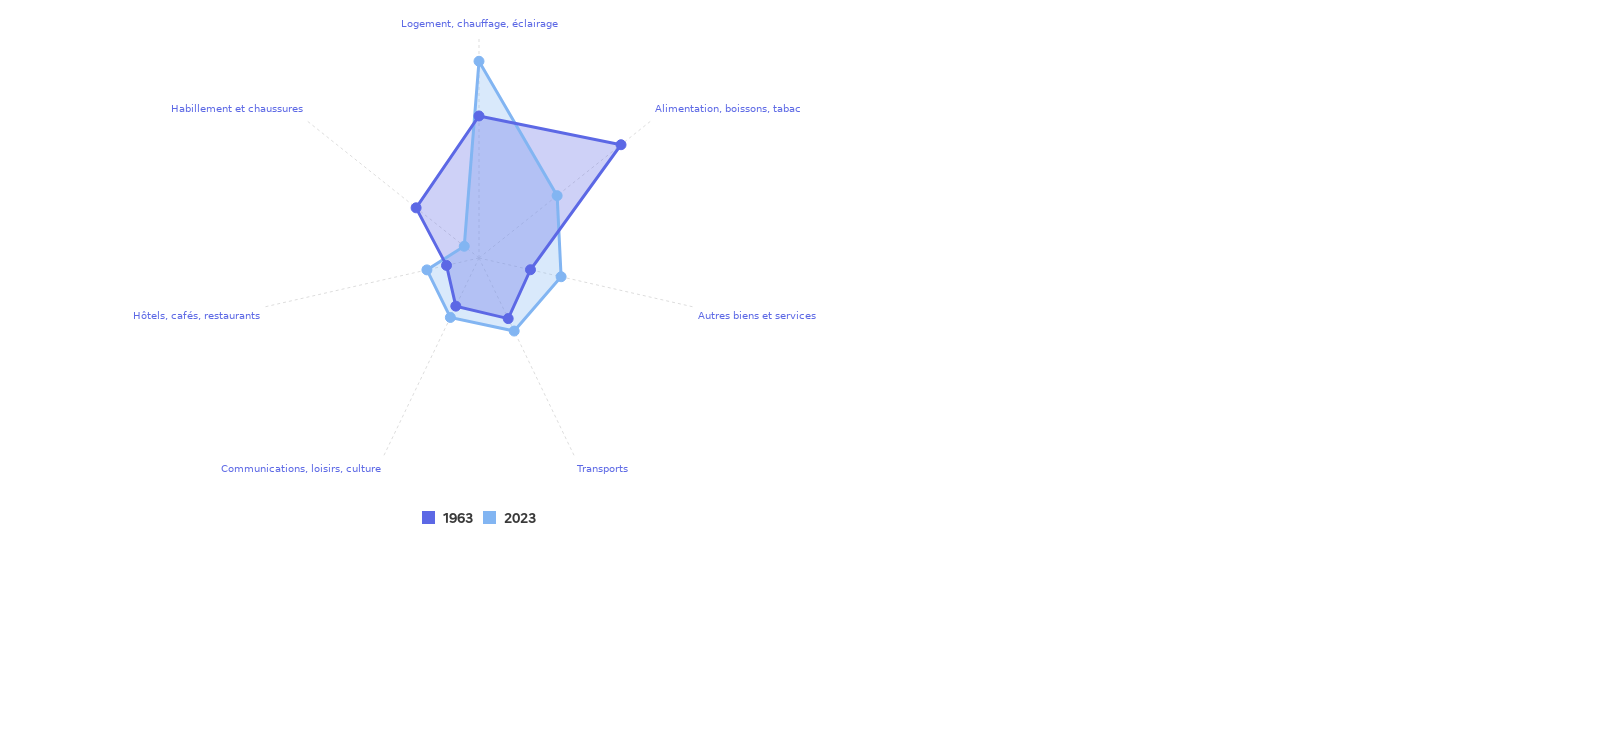 Logement, chauffage, éclairage
Habillement et chaussures
Alimentation, boissons, tabac
Hôtels, cafés, restaurants
Autres biens et services
Communications, loisirs, culture
Transports
1963
2023